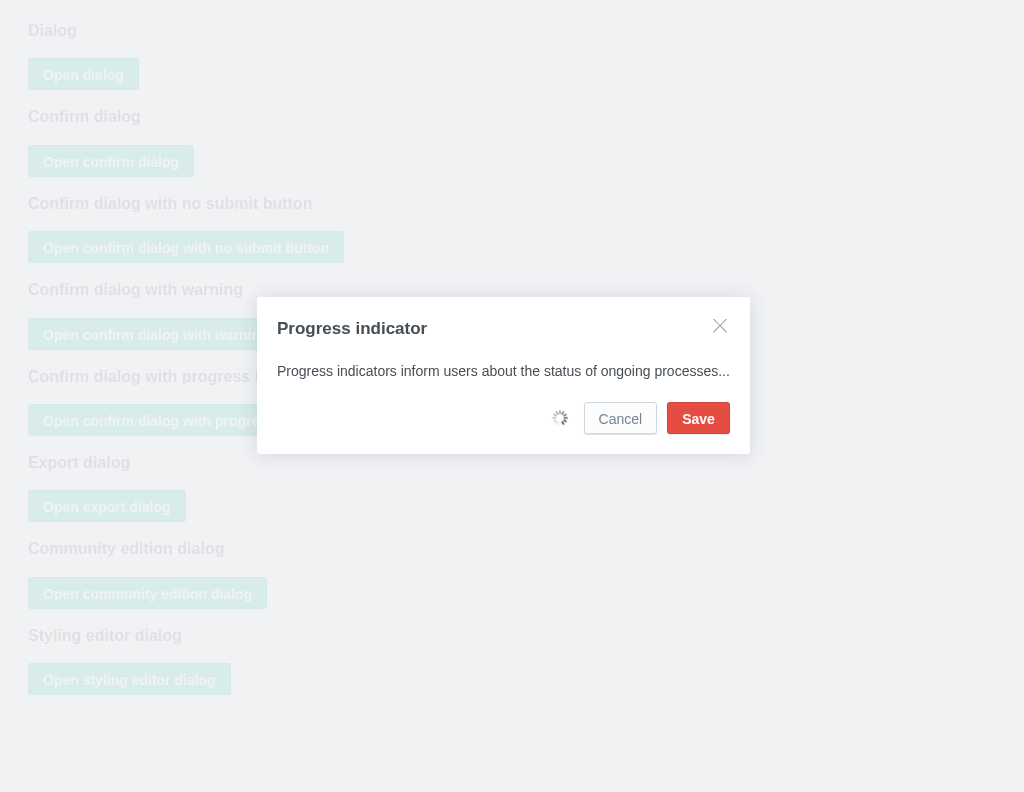 Dialog
Open dialog
Confirm dialog
Open confirm dialog
Confirm dialog with no submit button
Open confirm dialog with no submit button
Confirm dialog with warning
Open confirm dialog with
Confirm dialog with progress
Open confirm dialog with
Progress indicator
Progress indicators inform users about the status of ongoing processes...
Cancel
Save
Export dialog
Open export dialog
Community edition dialog
Open community edition dialog
Styling editor dialog
Open styling editor dialog